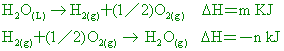 H₂O₍L₎ → H₂₍g₎+(1/2)O₂₍g₎ ΔH=m KJ
H₂₍g₎+(1/2)O₂₍g₎ → H₂O₍g₎ ΔH=−n kJ